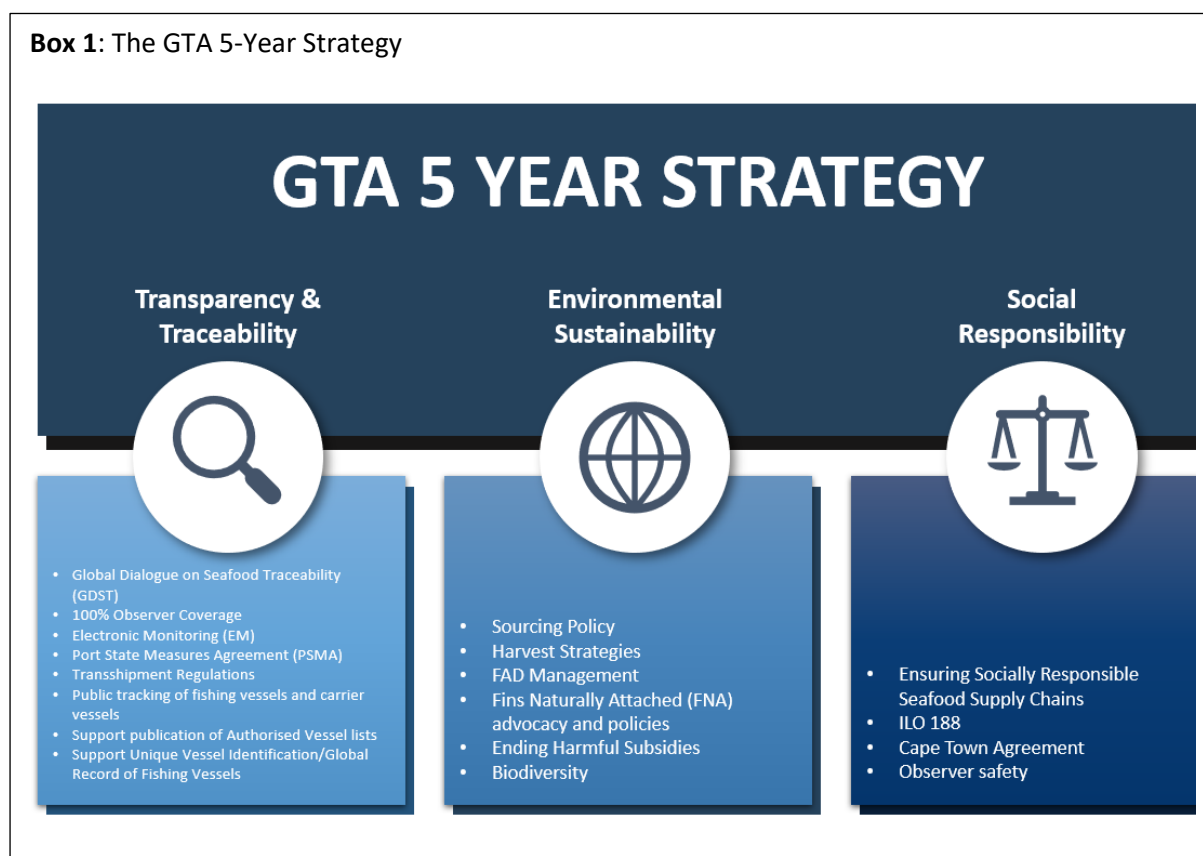 Box 1: The GTA 5-Year Strategy
GTA 5 YEAR STRATEGY
Transparency &
Traceability
Environmental
Sustainability
Social
Responsibility
• Global Dialogue on Seafood Traceability
(GDST)
• 100% Observer Coverage
• Electronic Monitoring (EM)
• Port State Measures Agreement (PSMA)
• Transshipment Regulations
• Public tracking of fishing vessels and carrier
vessels
• Support publication of Authorised Vessel lists
• Support Unique Vessel Identification/Global
Record of Fishing Vessels
• Sourcing Policy
• Harvest Strategies
• FAD Management
• Fins Naturally Attached (FNA)
advocacy and policies
• Ending Harmful Subsidies
• Biodiversity
• Ensuring Socially Responsible
Seafood Supply Chains
• ILO 188
• Cape Town Agreement
• Observer safety